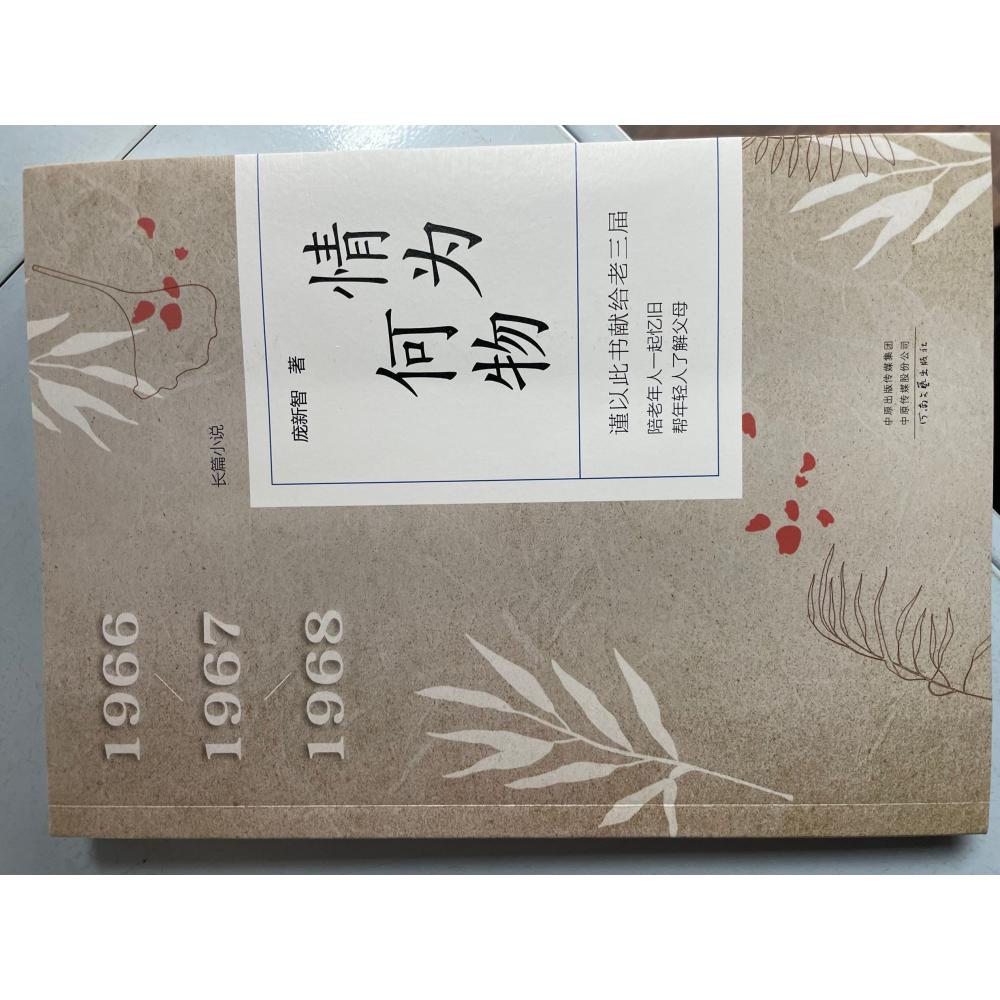 1966
1967
1968
长篇小说
庞新智 著
情
何为
物
谨以此书献给老三届
陪老年人一起忆旧
帮年轻人了解父母
中原出版传媒集团
中原传媒股份公司
河南文艺出版社